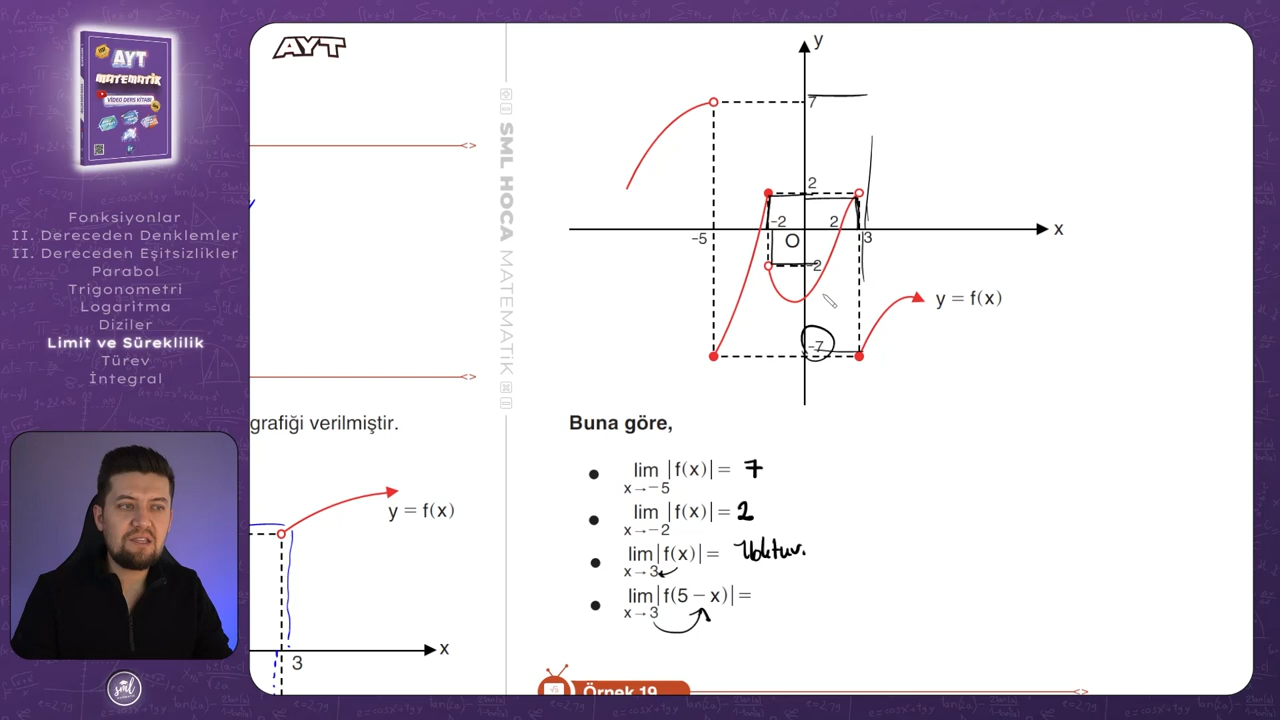 AYT
MATEMATİK
VİDEO DERS KİTABI
Fonksiyonlar
II. Dereceden Denklemler
II. Dereceden Eşitsizlikler
Parabol
Trigonometri
Logaritma
Diziler
Limit ve Süreklilik
Türev
İntegral
sml
AYT
grafiği verilmiştir.
y = f(x)
x
3
SML HOCA MATEMATİK
y
7
2
-2
2
x
-5
O
3
-2
y = f(x)
-7
Buna göre,
• lim |f(x)| = 7
x → -5
• lim |f(x)| = 2
x → -2
• lim |f(x)| = Yoktur.
x → 3
• lim |f(5 - x)| =
x → 3
Örnek 19